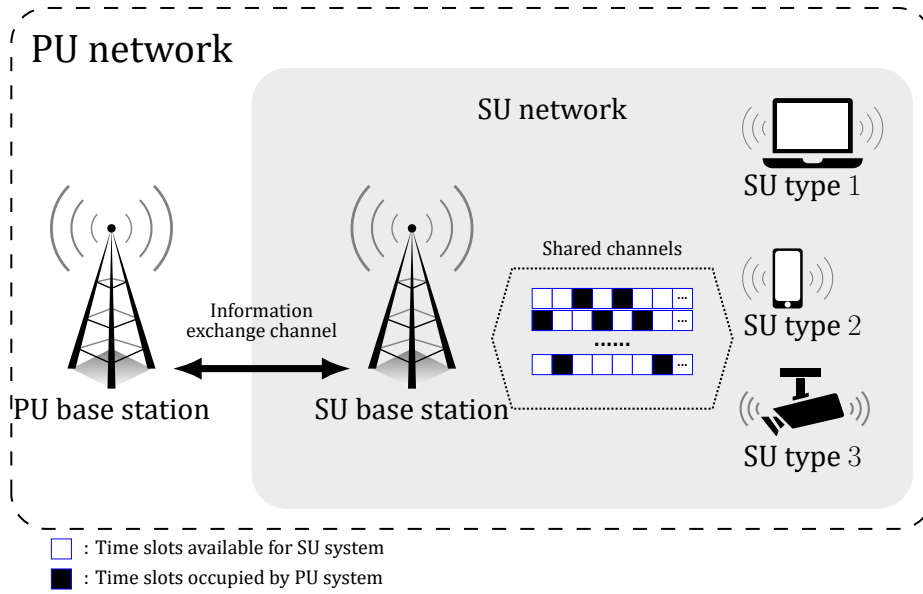 PU network
SU network
SU type 1
Shared channels
Information
exchange channel
...
...
......
...
SU type 2
PU base station
SU base station
SU type 3
: Time slots available for SU system
: Time slots occupied by PU system